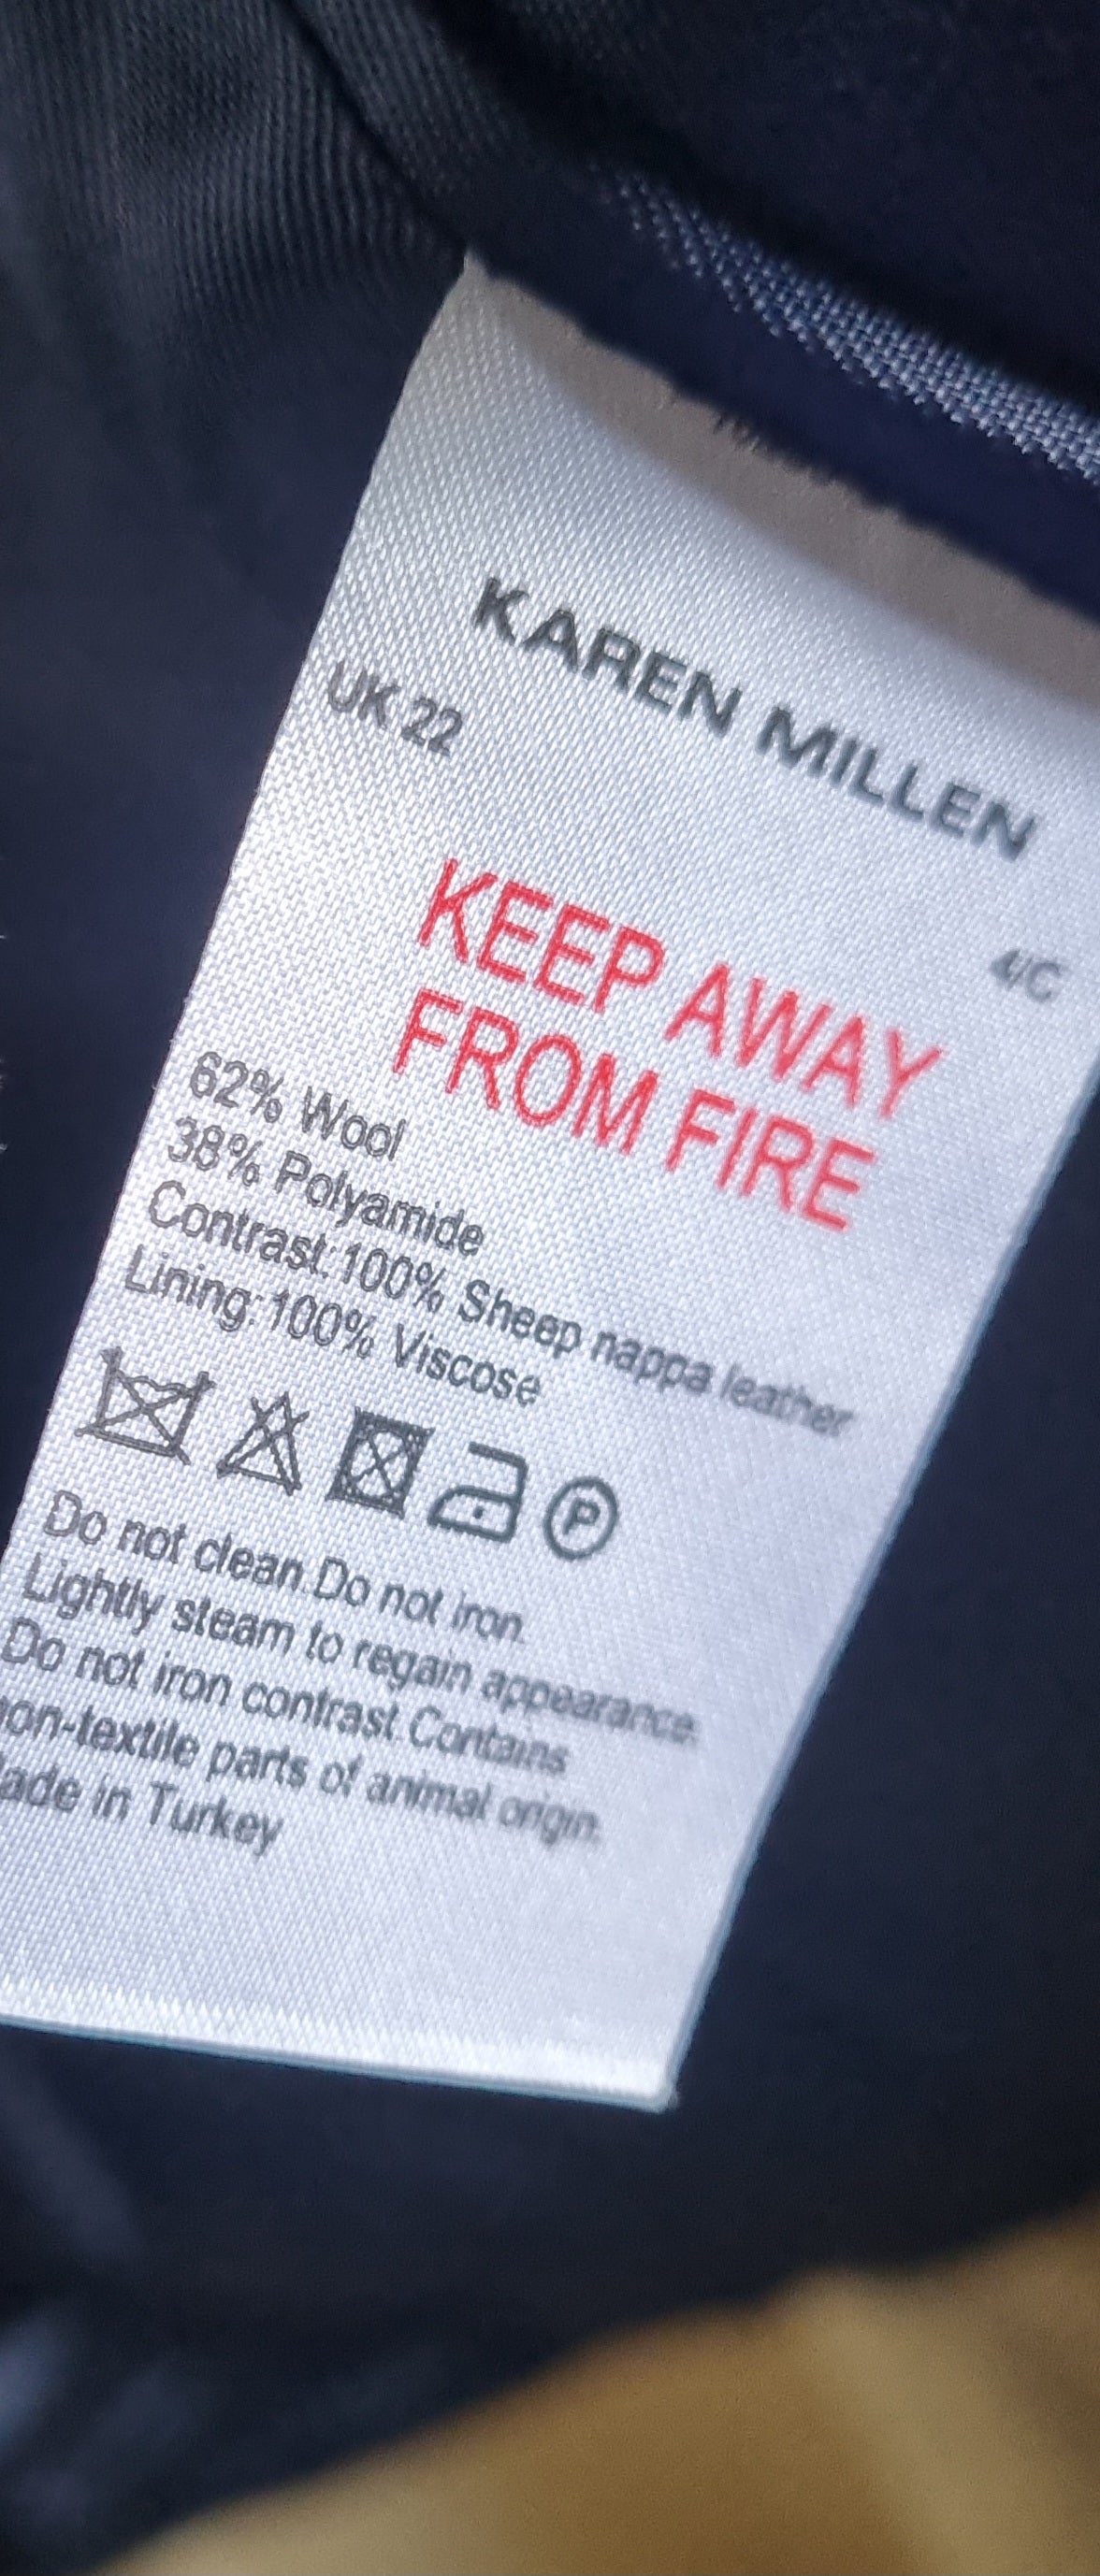 KAREN MILLEN
UK 22
4/C
KEEP AWAY
FROM FIRE
62% Wool
38% Polyamide
Contrast:100% Sheep nappa leather
Lining:100% Viscose
P
Do not clean.Do not iron.
Lightly steam to regain appearance.
Do not iron contrast.Contains
on-textile parts of animal origin.
ade in Turkey